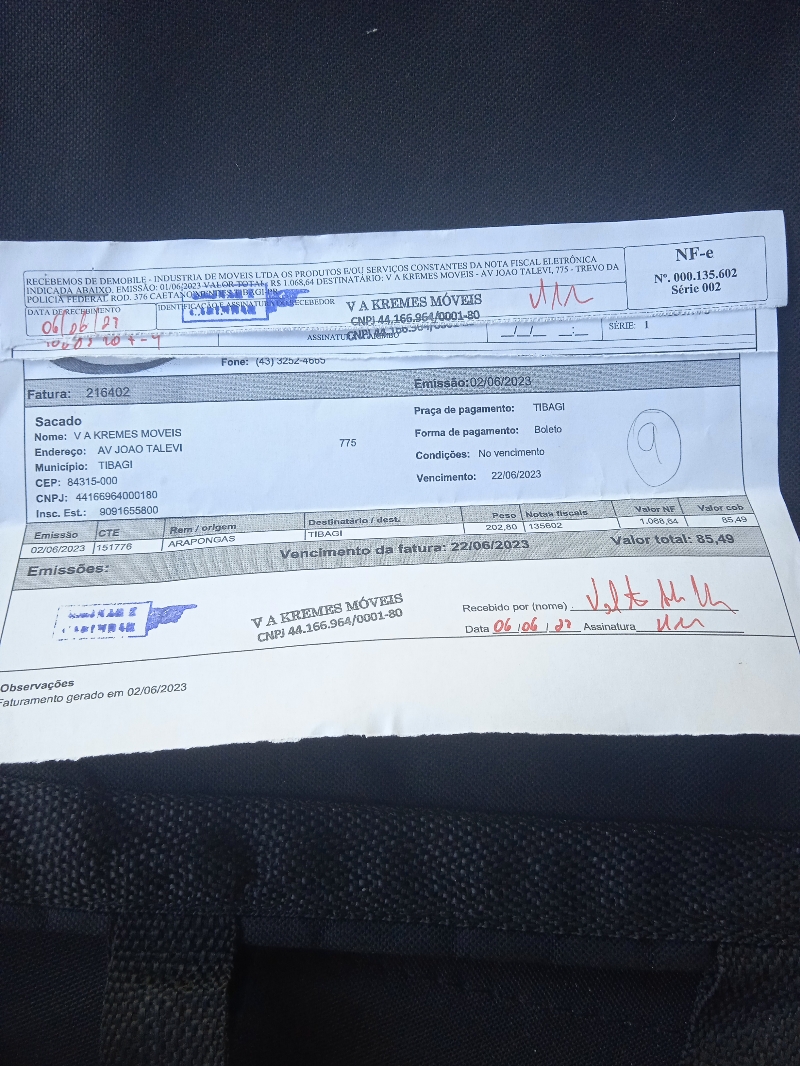 RECEBEMOS DE DEMOBILE - INDUSTRIA DE MOVEIS LTDA OS PRODUTOS E/OU SERVIÇOS CONSTANTES DA NOTA FISCAL ELETRÔNICA
INDICADA ABAIXO. EMISSÃO: 01/06/2023 VALOR TOTAL: R$ 1.068,64 DESTINATÁRIO: V A KREMES MOVEIS - AV JOAO TALEVI, 775 - TREVO DA
POLICIA FEDERAL ROD. 376 CAETANO
NF-e
Nº. 000.135.602
Série 002
DATA DE RECEBIMENTO
IDENTIFICAÇÃO E ASSINATURA DO RECEBEDOR
06/06/23
V A KREMES MÓVEIS
CNPJ 44.166.964/0001-80
CNPJ 44.166.964/0001-80
SÉRIE: 1
Fone: (43) 3252-4665
Fatura: 216402
Emissão:02/06/2023
Sacado
Nome: V A KREMES MOVEIS
Endereço: AV JOAO TALEVI 775
Município: TIBAGI
CEP: 84315-000
CNPJ: 44166964000180
Insc. Est.: 9091655800
Praça de pagamento: TIBAGI
Forma de pagamento: Boleto
Condições: No vencimento
Vencimento: 22/06/2023
9
Emissão CTE Rem / origem Destinatário / dest. Peso Notas fiscais Valor NF Valor cob
02/06/2023 151776 ARAPONGAS TIBAGI 202,80 135602 1.068,64 85,49
Emissões: Vencimento da fatura: 22/06/2023 Valor total: 85,49
V A KREMES MÓVEIS
CNPJ 44.166.964/0001-80
Recebido por (nome)
Data 06/06/23 Assinatura
Observações
Faturamento gerado em 02/06/2023